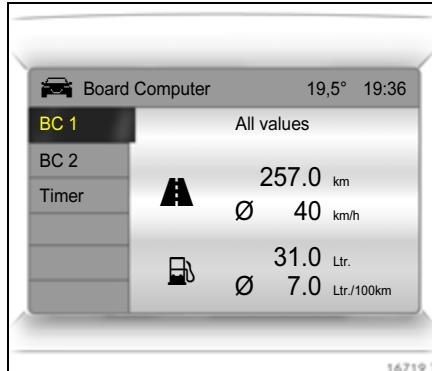 Board Computer 19,5° 19:36
BC 1 All values
BC 2
257.0 km
Timer
Ø 40 km/h
31.0 Ltr.
Ø 7.0 Ltr./100km
16719